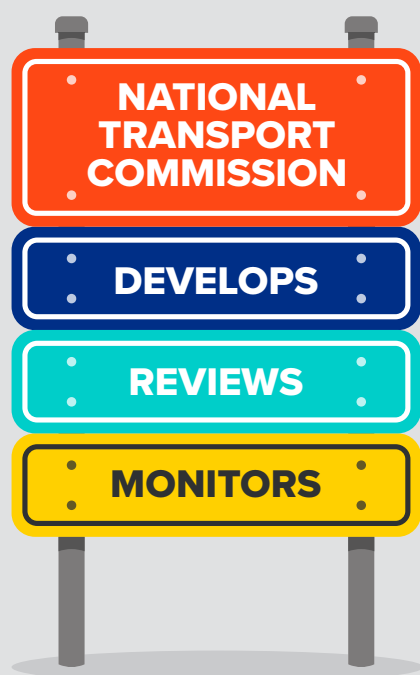 NATIONAL
TRANSPORT
COMMISSION
DEVELOPS
REVIEWS
MONITORS